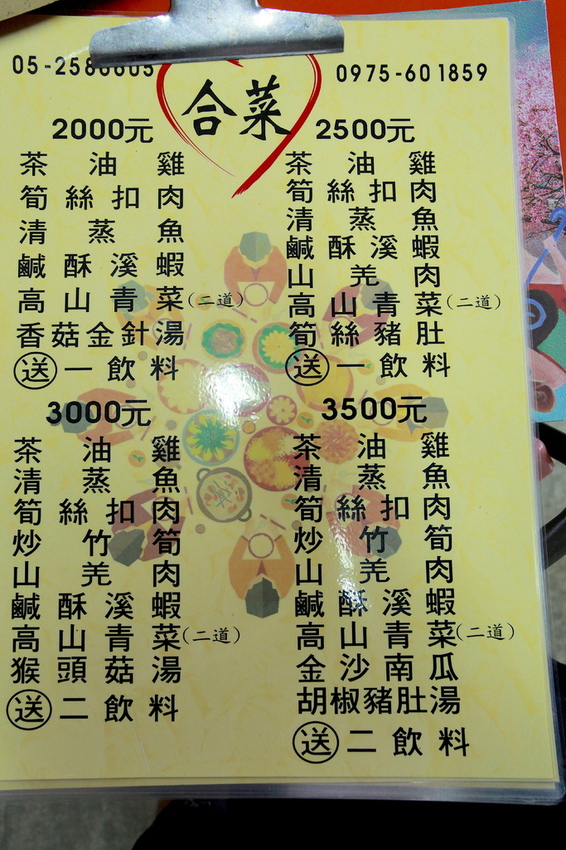 05-2586605
0975-601859
合菜
2000元
茶油雞
筍絲扣肉
清蒸魚
鹹酥溪蝦
高山青菜(二道)
香菇金針湯
送一飲料
2500元
茶油雞
筍絲扣肉
清蒸魚
鹹酥溪蝦
山羌肉
高山青菜(二道)
筍絲豬肚
送一飲料
3000元
茶油雞
清蒸魚
筍絲扣肉
炒竹筍
山羌肉
鹹酥溪蝦
高山青菜(二道)
猴頭菇湯
送二飲料
3500元
茶油雞
清蒸魚
筍絲扣肉
炒竹筍
山羌肉
鹹酥溪蝦
高山青菜(二道)
金沙南瓜
胡椒豬肚湯
送二飲料